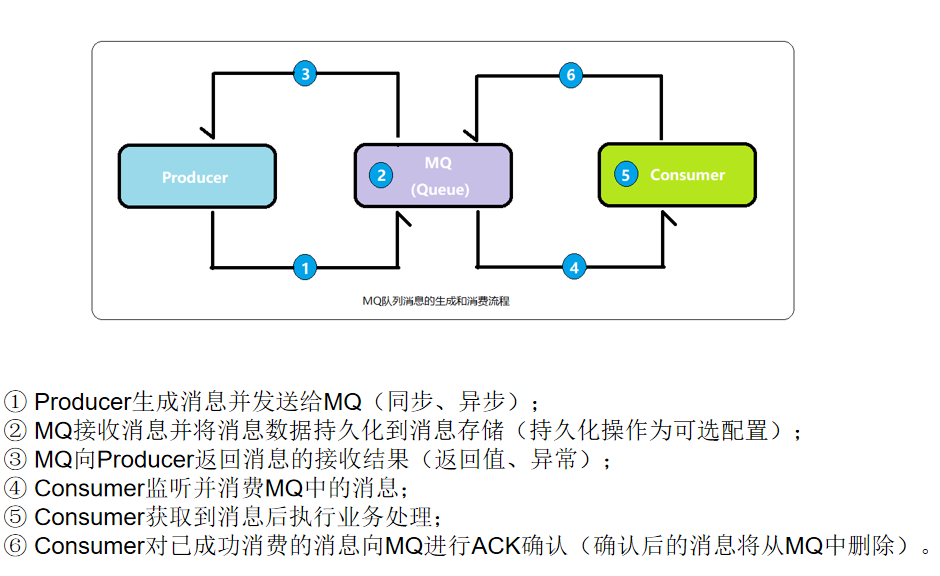 3
6
Producer
2
MQ
(Queue)
5
Consumer
1
4
MQ队列消息的生成和消费流程
① Producer生成消息并发送给MQ（同步、异步）；
② MQ接收消息并将消息数据持久化到消息存储（持久化操作为可选配置）；
③ MQ向Producer返回消息的接收结果（返回值、异常）；
④ Consumer监听并消费MQ中的消息；
⑤ Consumer获取到消息后执行业务处理；
⑥ Consumer对已成功消费的消息向MQ进行ACK确认（确认后的消息将从MQ中删除）。